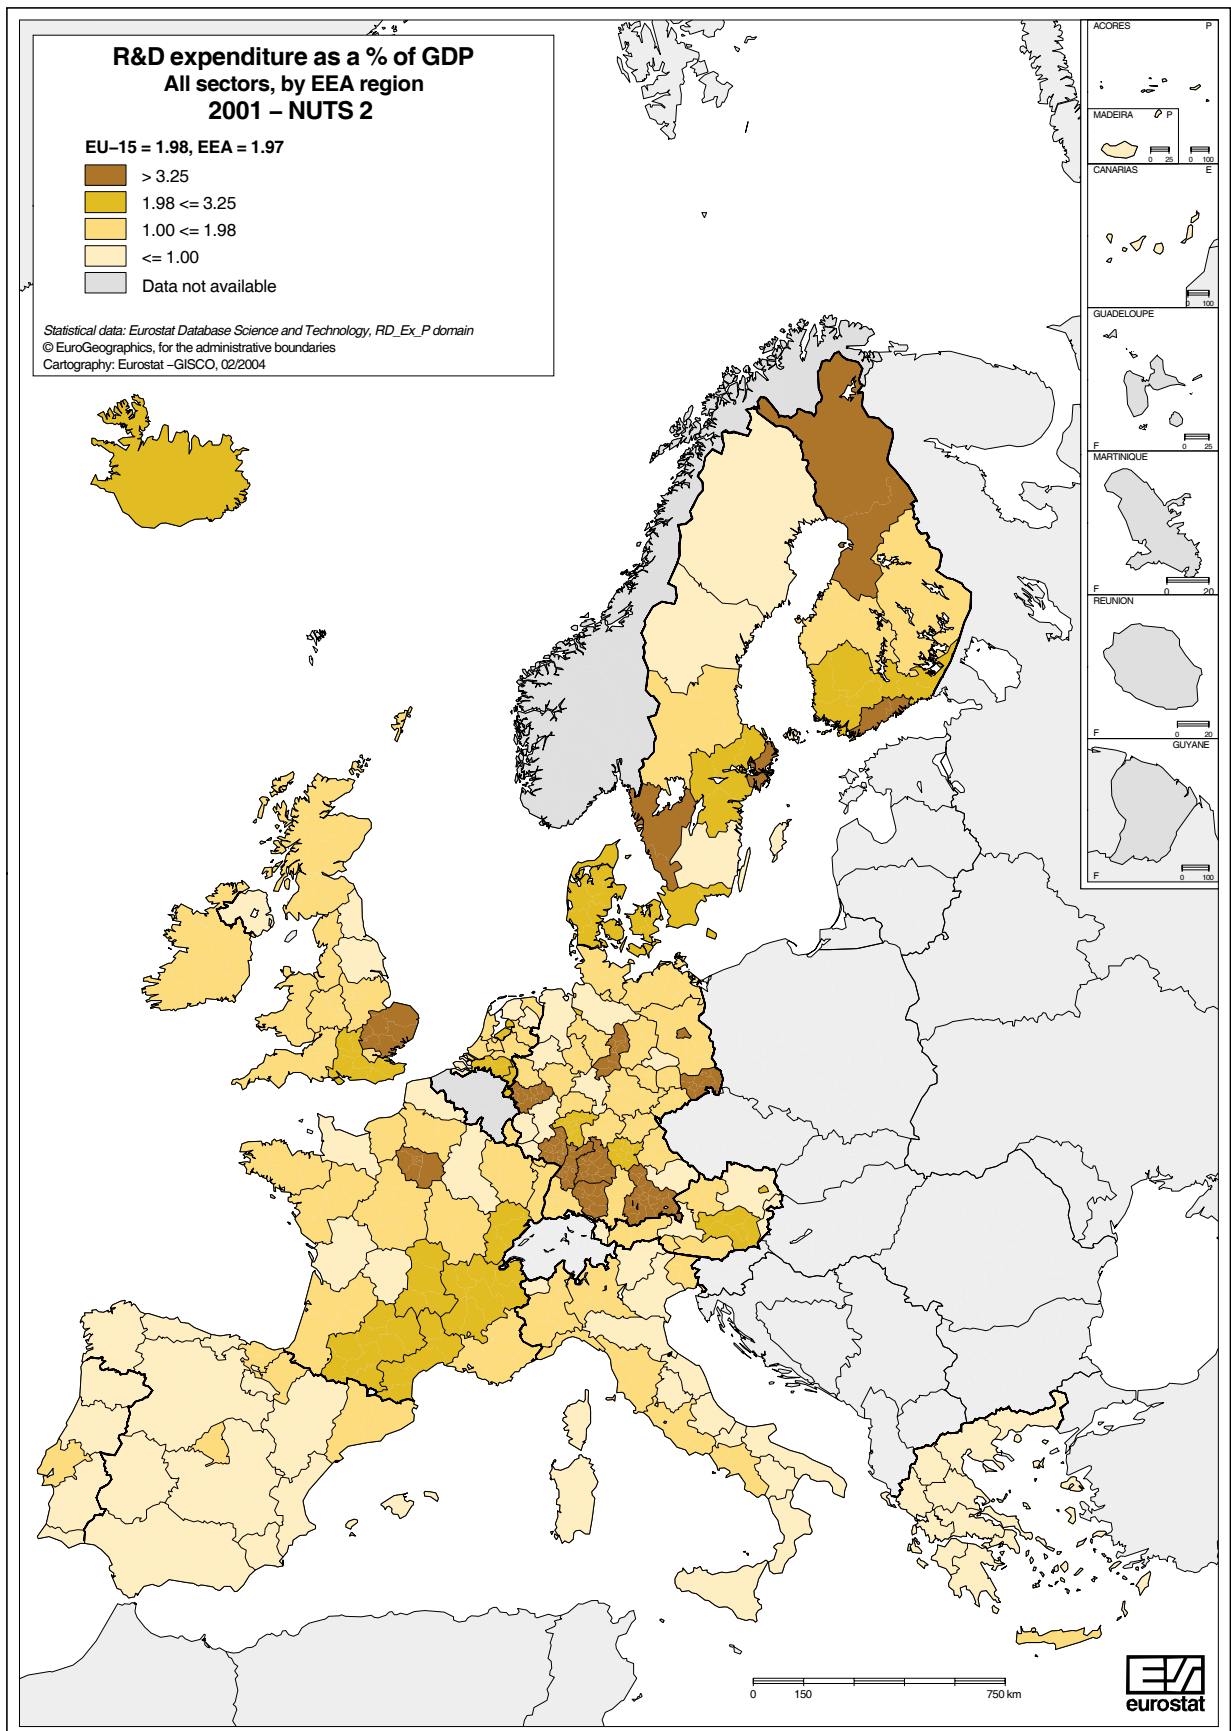 R&D expenditure as a % of GDP
All sectors, by EEA region
2001 – NUTS 2
EU–15 = 1.98, EEA = 1.97
> 3.25
1.98 <= 3.25
1.00 <= 1.98
<= 1.00
Data not available
Statistical data: Eurostat Database Science and Technology, RD_Ex_P domain
© EuroGeographics, for the administrative boundaries
Cartography: Eurostat –GISCO, 02/2004
ACORES P
MADEIRA P
0 25 0 100
CANARIAS E
0 100
GUADELOUPE
F 0 25
MARTINIQUE
F 0 20
REUNION
F 0 20
GUYANE
F 0 100
0 150 750 km
eurostat